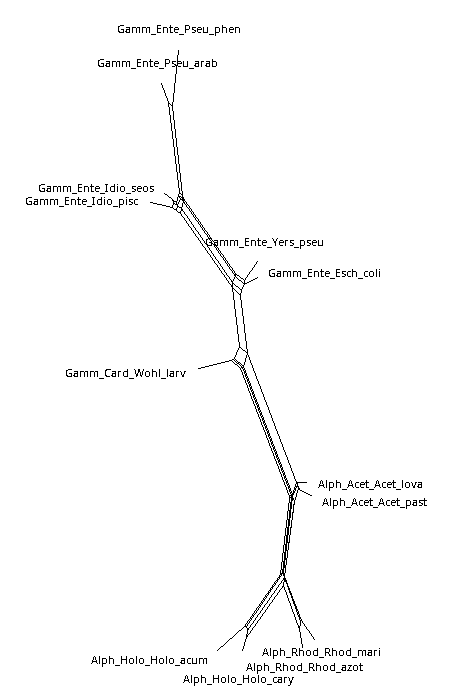 Gamm_Ente_Pseu_phen
Gamm_Ente_Pseu_arab
Gamm_Ente_Idio_seos
Gamm_Ente_Idio_pisc
Gamm_Ente_Yers_pseu
Gamm_Ente_Esch_coli
Gamm_Card_Wohl_larv
Alph_Acet_Acet_lova
Alph_Acet_Acet_past
Alph_Rhod_Rhod_mari
Alph_Holo_Holo_acum
Alph_Rhod_Rhod_azot
Alph_Holo_Holo_cary